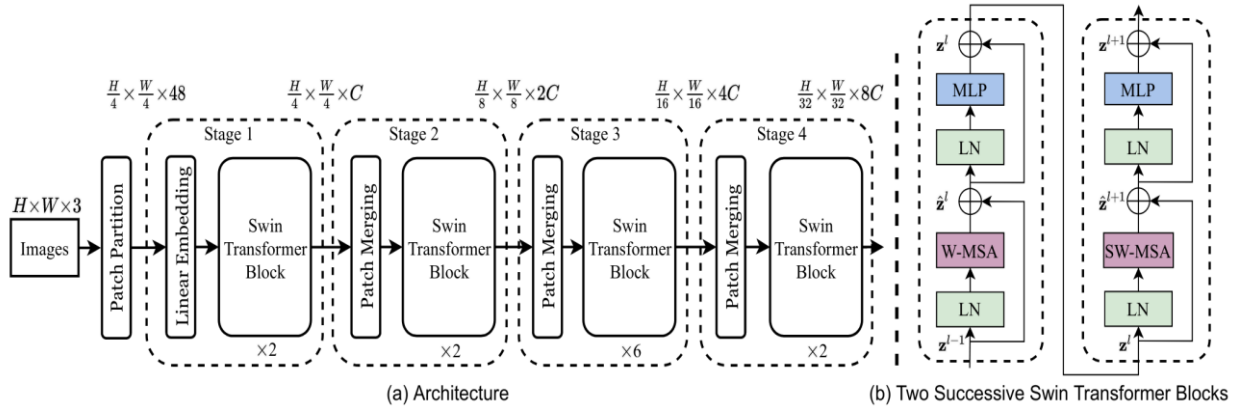 H/4 × W/4 × 48
H/4 × W/4 × C
H/8 × W/8 × 2C
H/16 × W/16 × 4C
H/32 × W/32 × 8C
Stage 1
Stage 2
Stage 3
Stage 4
H×W×3
Images
Patch Partition
Linear Embedding
Swin
Transformer
Block
×2
Patch Merging
Swin
Transformer
Block
×2
Patch Merging
Swin
Transformer
Block
×6
Patch Merging
Swin
Transformer
Block
×2
(a) Architecture
z^l
MLP
LN
ẑ^l
W-MSA
LN
z^{l−1}
z^{l+1}
MLP
LN
ẑ^{l+1}
SW-MSA
LN
z^l
(b) Two Successive Swin Transformer Blocks